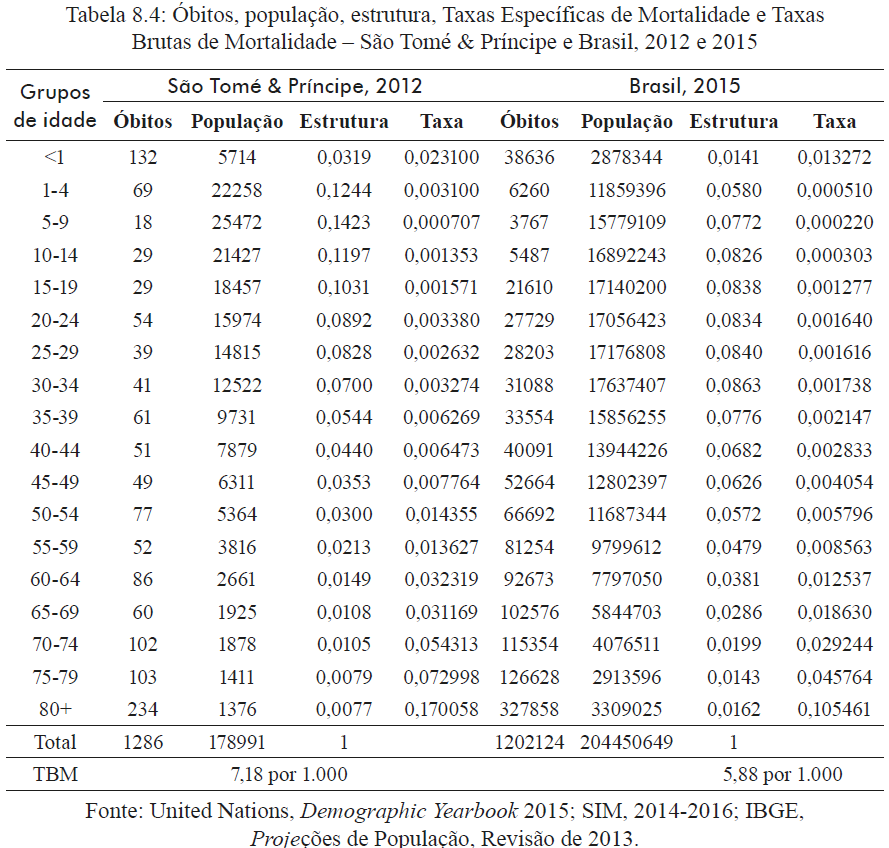 Tabela 8.4: Óbitos, população, estrutura, Taxas Específicas de Mortalidade e Taxas
Brutas de Mortalidade – São Tomé & Príncipe e Brasil, 2012 e 2015
Grupos de idade São Tomé & Príncipe, 2012 Brasil, 2015
Óbitos População Estrutura Taxa Óbitos População Estrutura Taxa
<1 132 5714 0,0319 0,023100 38636 2878344 0,0141 0,013272
1-4 69 22258 0,1244 0,003100 6260 11859396 0,0580 0,000510
5-9 18 25472 0,1423 0,000707 3767 15779109 0,0772 0,000220
10-14 29 21427 0,1197 0,001353 5487 16892243 0,0826 0,000303
15-19 29 18457 0,1031 0,001571 21610 17140200 0,0838 0,001277
20-24 54 15974 0,0892 0,003380 27729 17056423 0,0834 0,001640
25-29 39 14815 0,0828 0,002632 28203 17176808 0,0840 0,001616
30-34 41 12522 0,0700 0,003274 31088 17637407 0,0863 0,001738
35-39 61 9731 0,0544 0,006269 33554 15856255 0,0776 0,002147
40-44 51 7879 0,0440 0,006473 40091 13944226 0,0682 0,002833
45-49 49 6311 0,0353 0,007764 52664 12802397 0,0626 0,004054
50-54 77 5364 0,0300 0,014355 66692 11687344 0,0572 0,005796
55-59 52 3816 0,0213 0,013627 81254 9799612 0,0479 0,008563
60-64 86 2661 0,0149 0,032319 92673 7797050 0,0381 0,012537
65-69 60 1925 0,0108 0,031169 102576 5844703 0,0286 0,018630
70-74 102 1878 0,0105 0,054313 115354 4076511 0,0199 0,029244
75-79 103 1411 0,0079 0,072998 126628 2913596 0,0143 0,045764
80+ 234 1376 0,0077 0,170058 327858 3309025 0,0162 0,105461
Total 1286 178991 1 1202124 204450649 1
TBM 7,18 por 1.000 5,88 por 1.000
Fonte: United Nations, Demographic Yearbook 2015; SIM, 2014-2016; IBGE,
Projeções de População, Revisão de 2013.